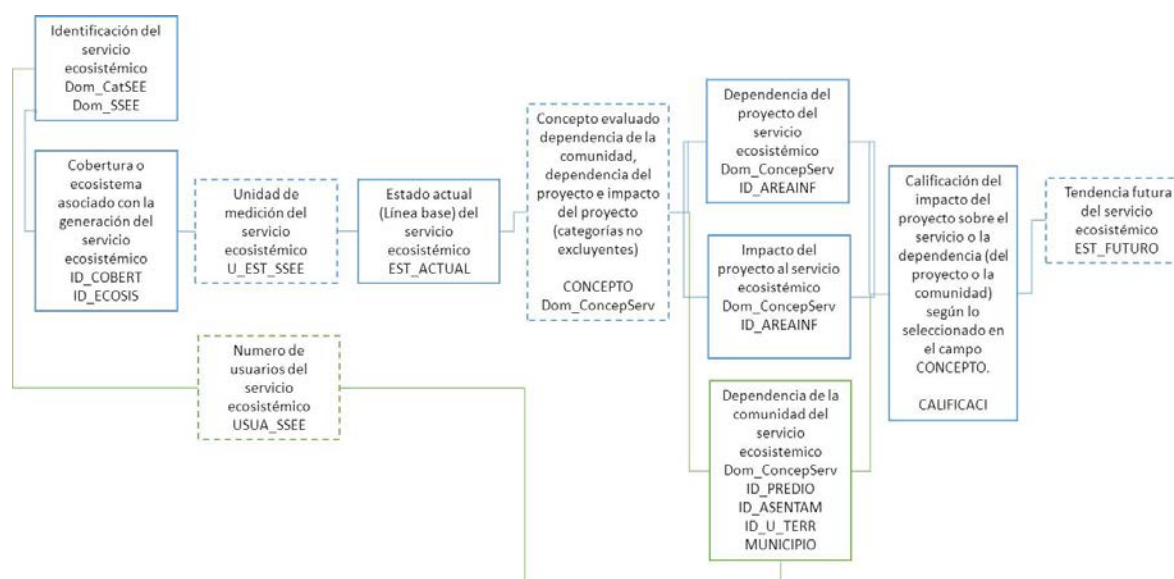 Identificación del
servicio
ecosistémico
Dom_CatSEE
Dom_SSEE
Cobertura o
ecosistema
asociado con la
generación del
servicio
ecosistémico
ID_COBERT
ID_ECOSIS
Unidad de
medición del
servicio
ecosistémico
U_EST_SSEE
Estado actual
(Línea base) del
servicio
ecosistémico
EST_ACTUAL
Numero de
usuarios del
servicio
ecosistémico
USUA_SSEE
Concepto evaluado
dependencia de la
comunidad,
dependencia del
proyecto e impacto
del proyecto
(categorías no
excluyentes)
CONCEPTO
Dom_ConcepServ
Dependencia del
proyecto del
servicio
ecosistémico
Dom_ConcepServ
ID_AREAINF
Impacto del
proyecto al servicio
ecosistémico
Dom_ConcepServ
ID_AREAINF
Dependencia de la
comunidad del
servicio
ecosistemico
Dom_ConcepServ
ID_PREDIO
ID_ASENTAM
ID_U_TERR
MUNICIPIO
Calificación del
impacto del
proyecto sobre el
servicio o la
dependencia (del
proyecto o la
comunidad)
según lo
seleccionado en
el campo
CONCEPTO.
CALIFICACI
Tendencia futura
del servicio
ecosistémico
EST_FUTURO